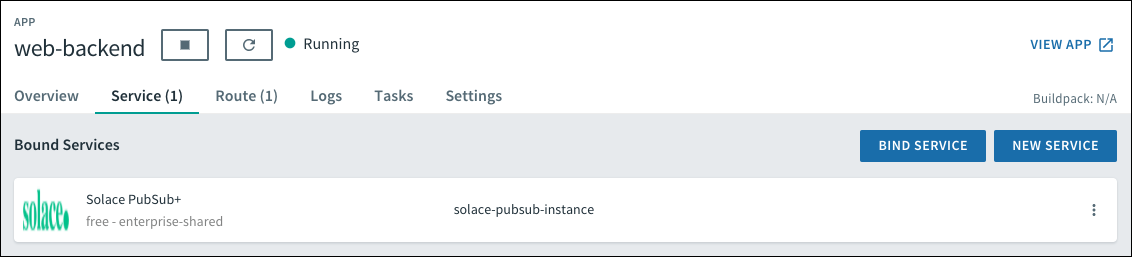 APP
web-backend
Running
VIEW APP
Overview Service (1) Route (1) Logs Tasks Settings
Buildpack: N/A
Bound Services
BIND SERVICE NEW SERVICE
solace.
Solace PubSub+
free - enterprise-shared
solace-pubsub-instance